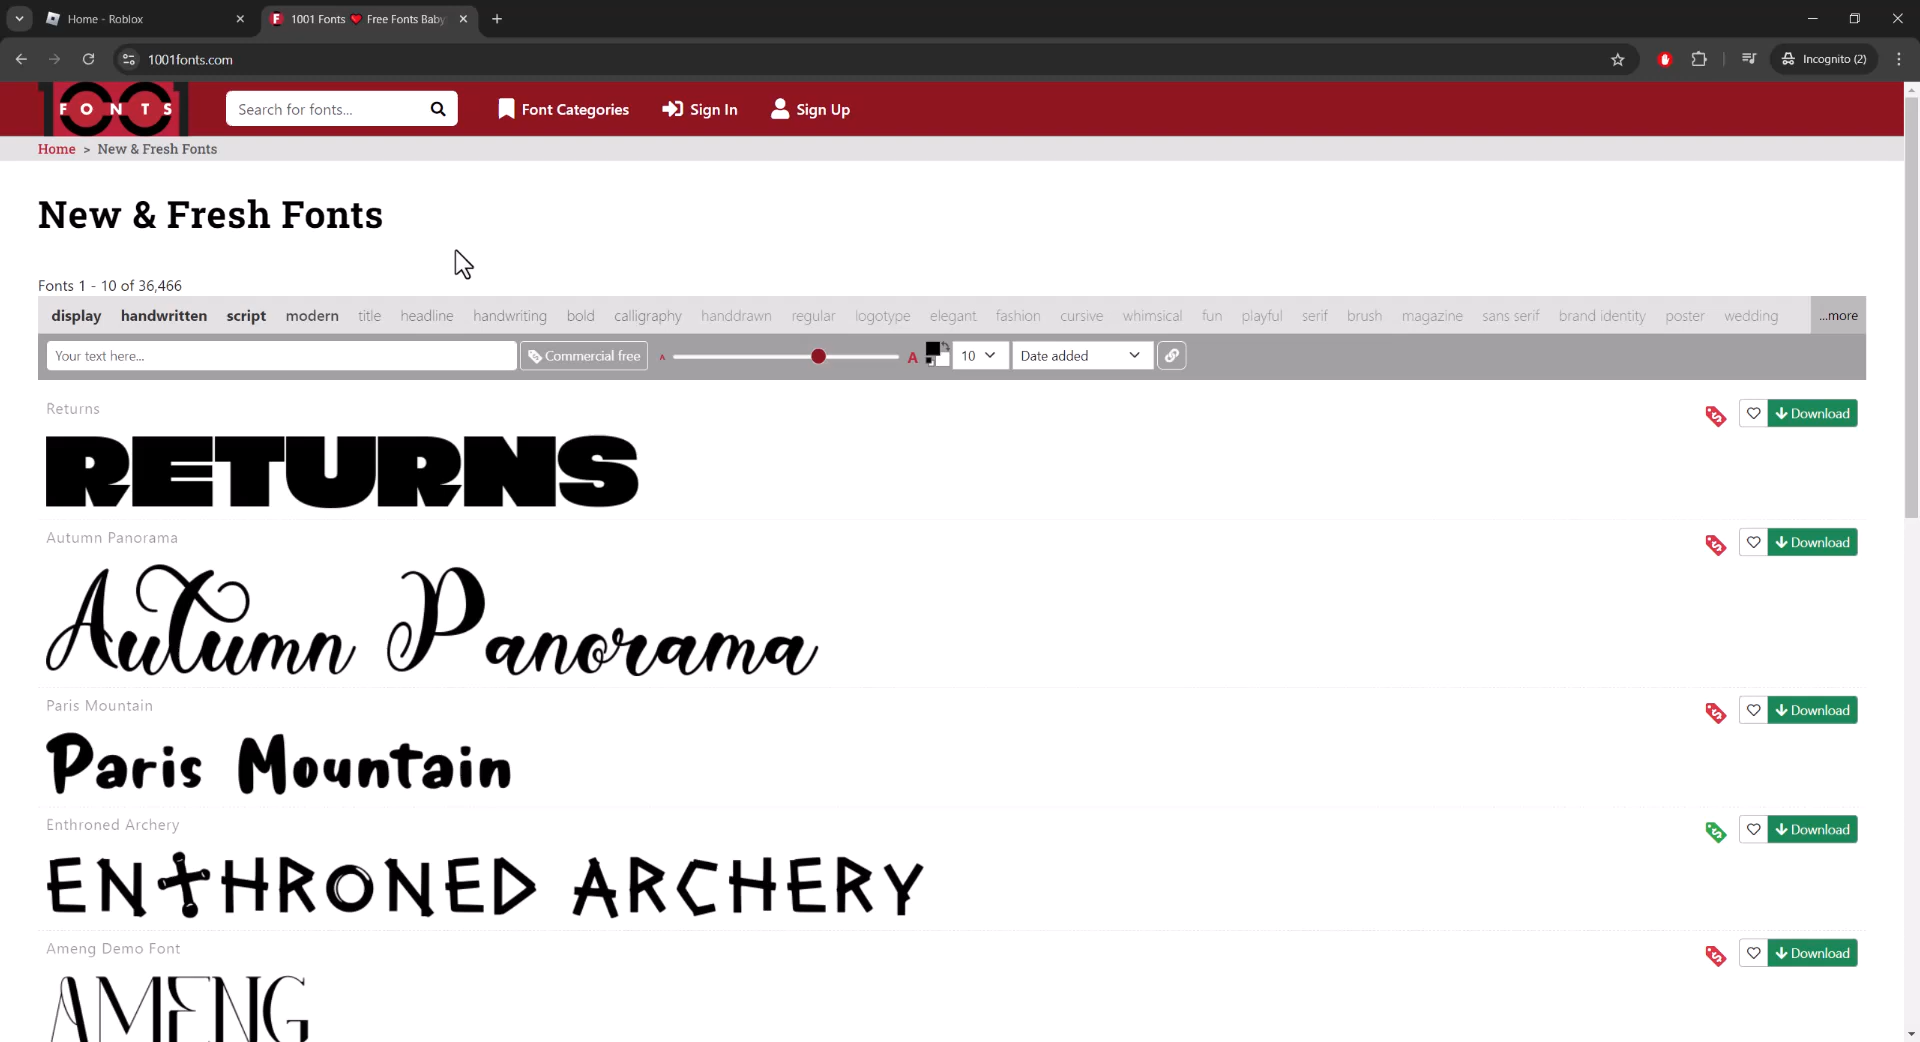 Home - Roblox
1001 Fonts ❤ Free Fonts Baby
1001fonts.com
Incognito (2)
FONTS
Search for fonts...
Font Categories
Sign In
Sign Up
Home > New & Fresh Fonts
New & Fresh Fonts
Fonts 1 - 10 of 36,466
display handwritten script modern title headline handwriting bold calligraphy handdrawn regular logotype elegant fashion cursive whimsical fun playful serif brush magazine sans serif brand identity poster wedding ...more
Your text here... Commercial free A A 10 Date added
Returns
Download
RETURNS
Autumn Panorama
Download
Autumn Panorama
Paris Mountain
Download
Paris Mountain
Enthroned Archery
Download
ENTHRONED ARCHERY
Ameng Demo Font
Download
AMENG